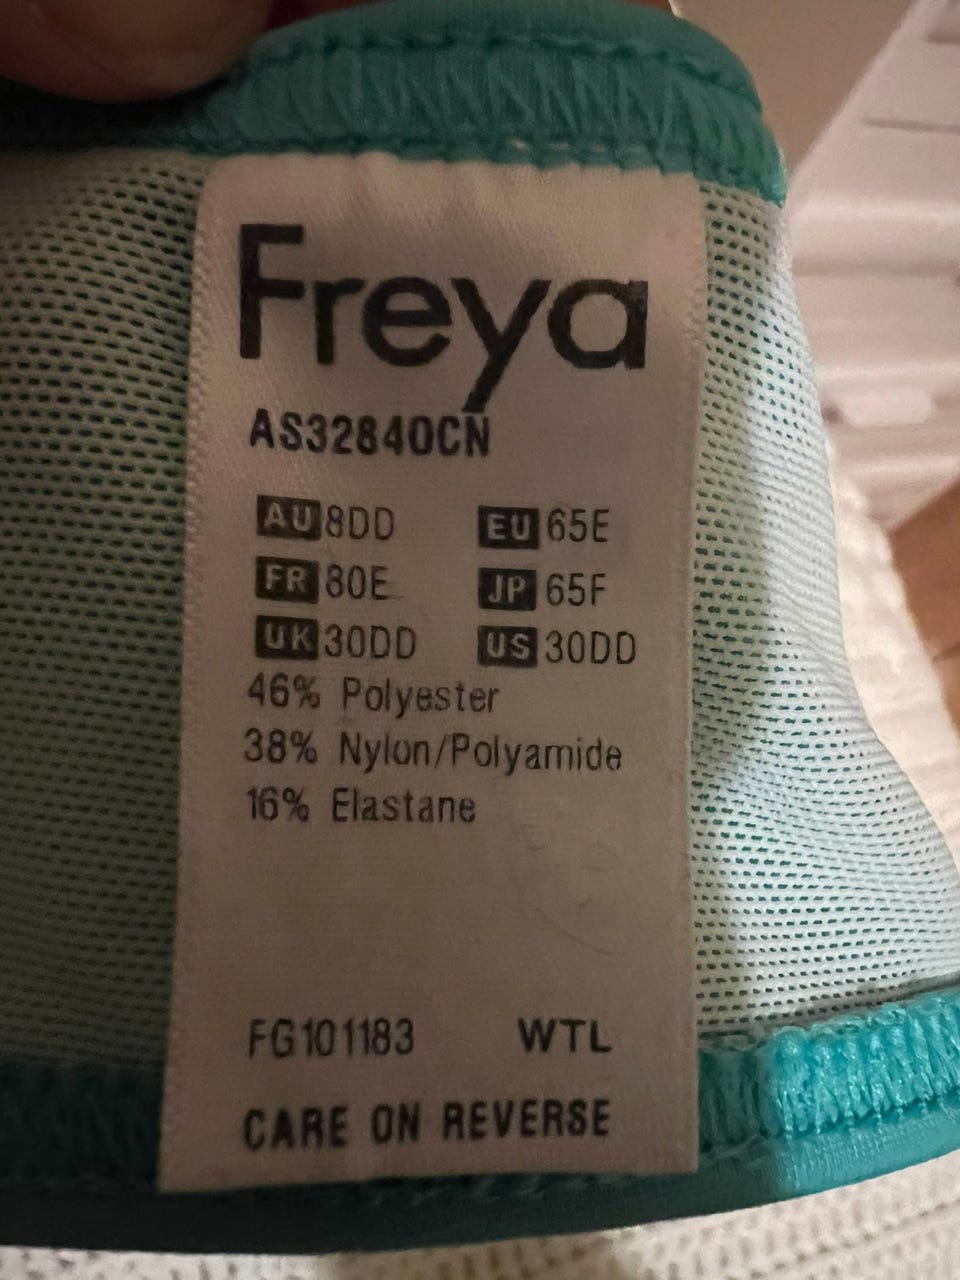 Freya
AS32840CN
AU 8DD EU 65E
FR 80E JP 65F
UK 30DD US 30DD
46% Polyester
38% Nylon/Polyamide
16% Elastane
FG101183 WTL
CARE ON REVERSE